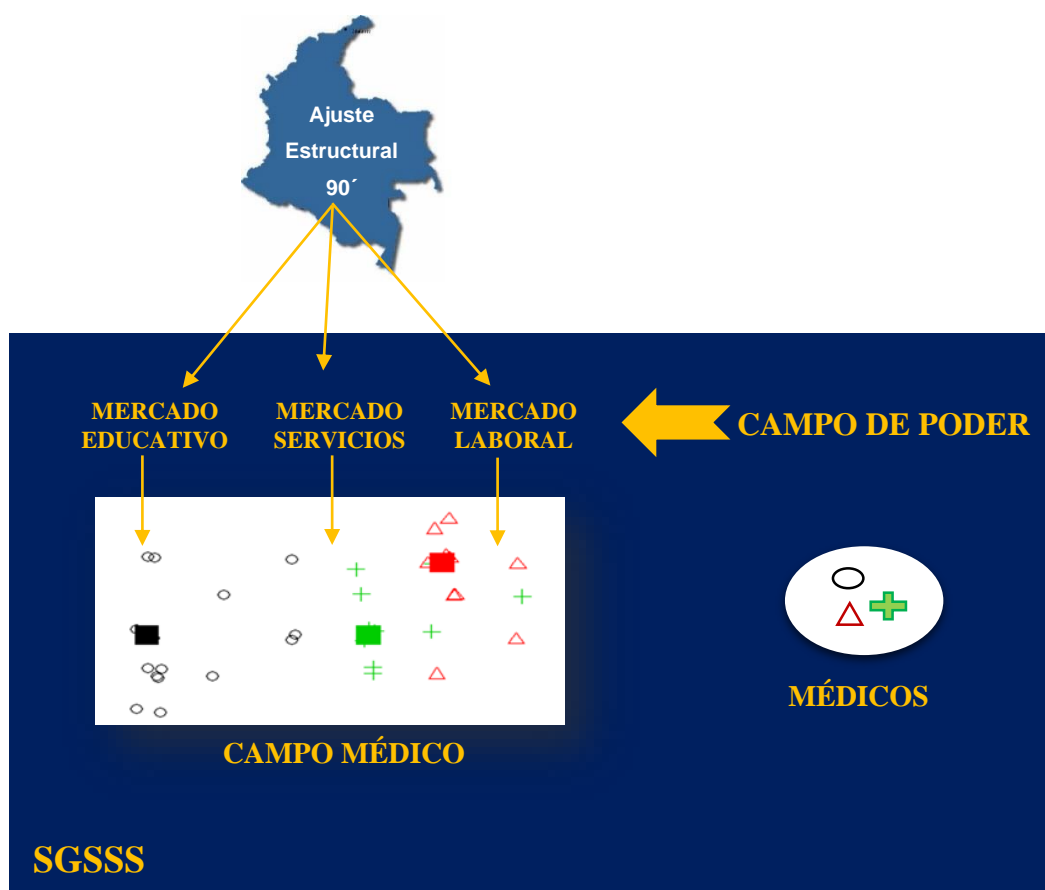 Ajuste
Estructural
90´
MERCADO
EDUCATIVO
MERCADO
SERVICIOS
MERCADO
LABORAL
CAMPO DE PODER
MÉDICOS
CAMPO MÉDICO
SGSSS